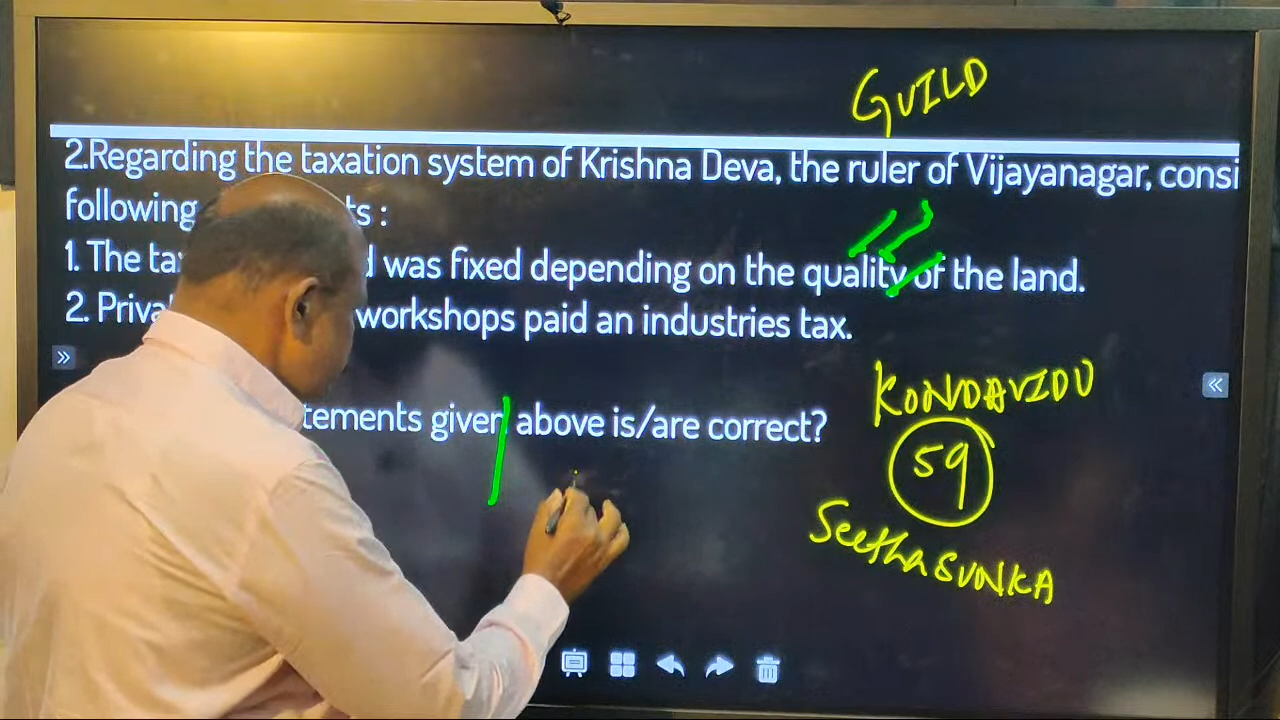 GUILD
2.Regarding the taxation system of Krishna Deva, the ruler of Vijayanagar, consi
following ts :
1. The ta d was fixed depending on the quality of the land.
2. Priva workshops paid an industries tax.
tements given above is/are correct?
KONDAVIDU
59
SeethaSUNKA